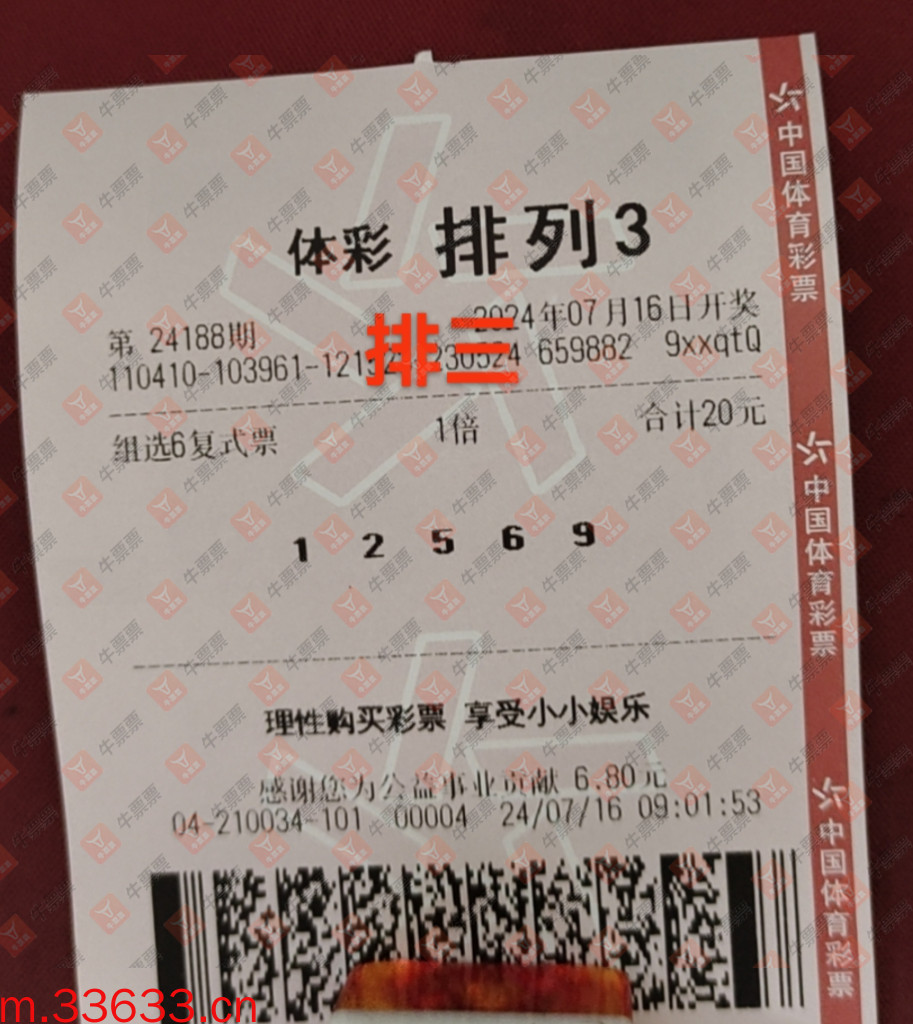 体彩 排列3
第 24188期 2024年07月16日开奖
排三
110410-103961-12152 230524 659882 9xxqtQ
组选6复式票 1倍 合计20元
1 2 5 6 9
理性购买彩票 享受小小娱乐
感谢您为公益事业贡献 6.80元
04-210034-101 00004 24/07/16 09:01:53
中国体育彩票
中国体育彩票
中国体育彩票
牛票票
m.33633.cn